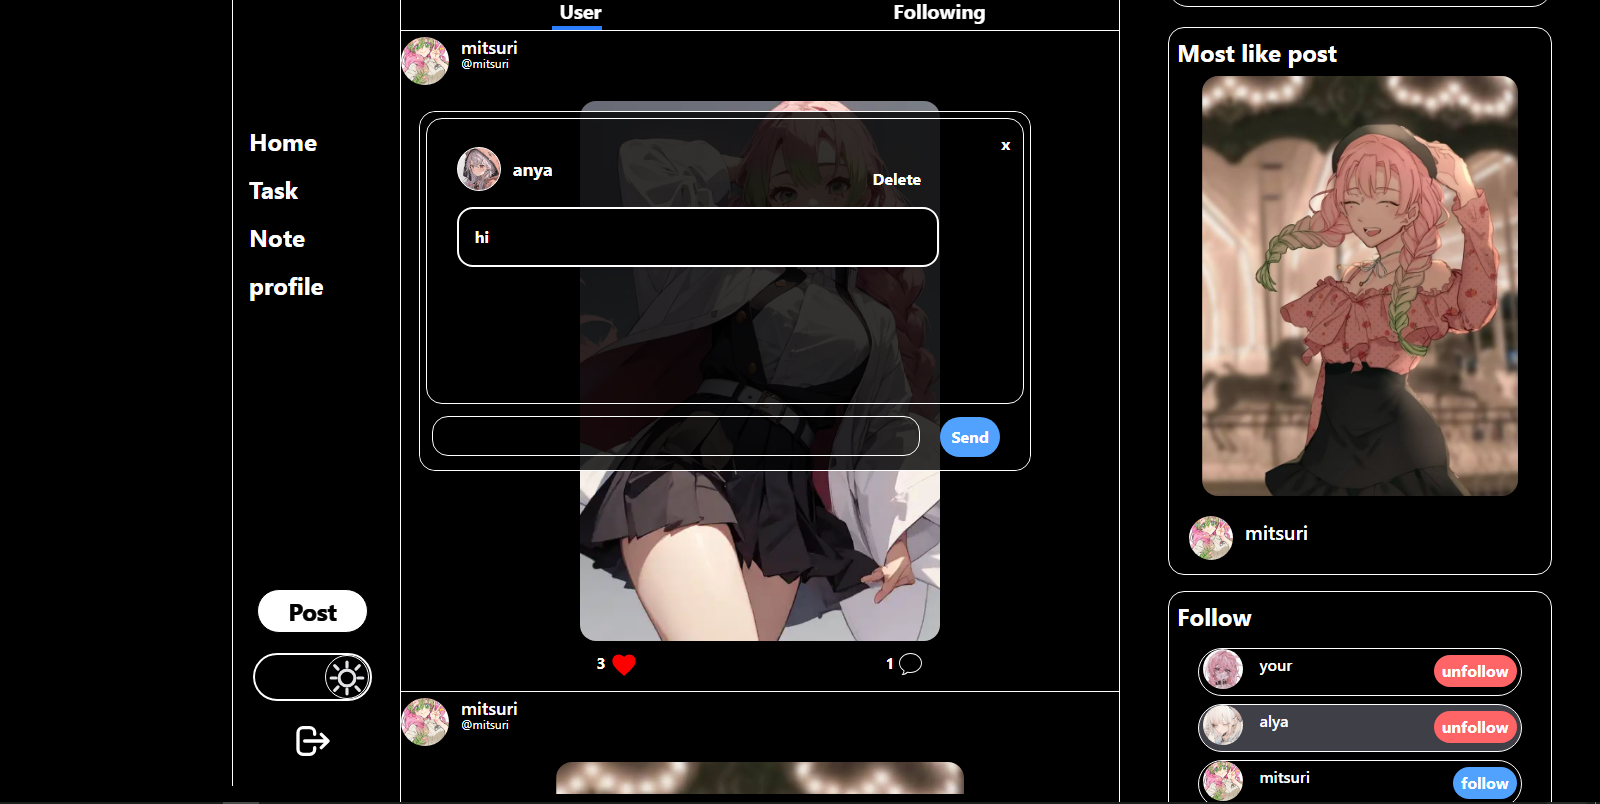 User
Following
mitsuri
@mitsuri
Home
Task
Note
profile
Post
x
anya
Delete
hi
Send
3
1
mitsuri
@mitsuri
Most like post
mitsuri
Follow
your
unfollow
alya
unfollow
mitsuri
follow